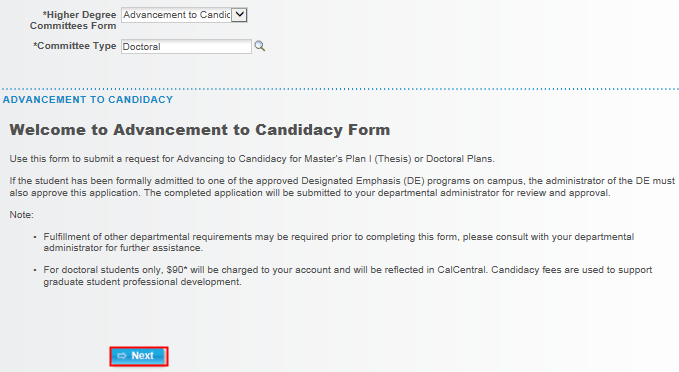 *Higher Degree Advancement to Candic
Committees Form
*Committee Type Doctoral
ADVANCEMENT TO CANDIDACY
Welcome to Advancement to Candidacy Form
Use this form to submit a request for Advancing to Candidacy for Master's Plan I (Thesis) or Doctoral Plans.
If the student has been formally admitted to one of the approved Designated Emphasis (DE) programs on campus, the administrator of the DE must
also approve this application. The completed application will be submitted to your departmental administrator for review and approval.
Note:
• Fulfillment of other departmental requirements may be required prior to completing this form, please consult with your departmental
administrator for further assistance.
• For doctoral students only, $90* will be charged to your account and will be reflected in CalCentral. Candidacy fees are used to support
graduate student professional development.
Next